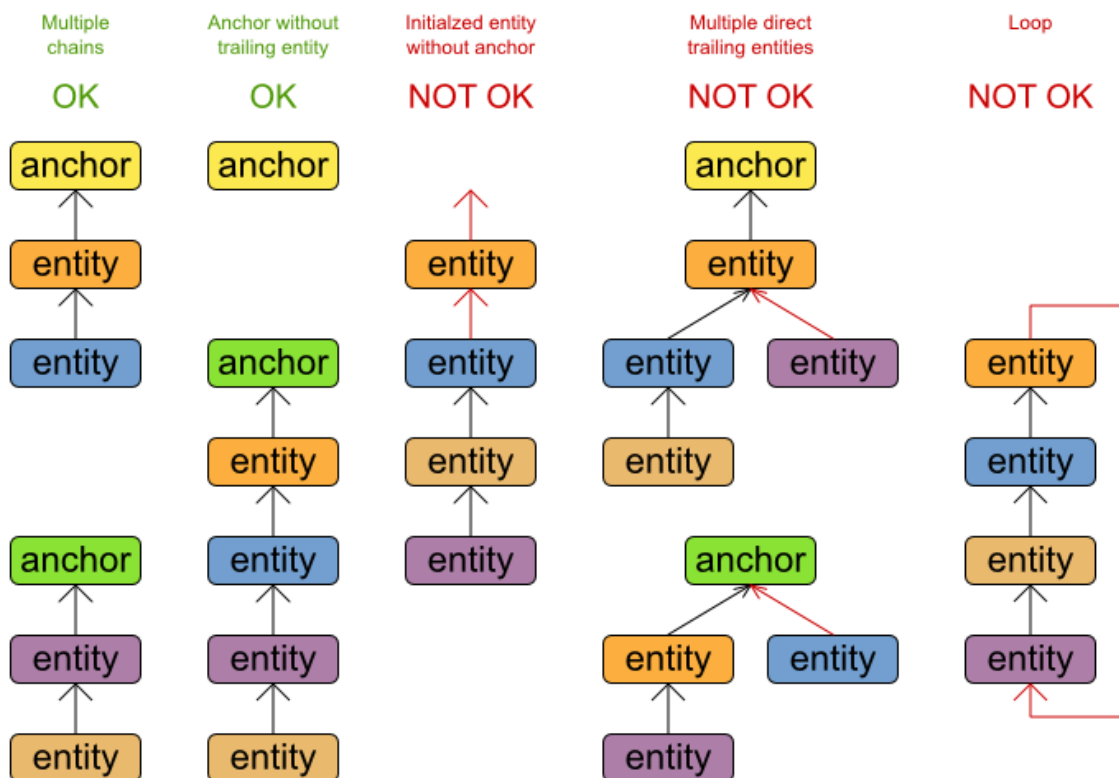 Multiple
chains
OK
anchor
entity
entity
anchor
entity
entity
Anchor without
trailing entity
OK
anchor
anchor
entity
entity
entity
entity
Initialzed entity
without anchor
NOT OK
entity
entity
entity
entity
Multiple direct
trailing entities
NOT OK
anchor
entity
entity entity
entity
anchor
entity entity
entity
Loop
NOT OK
entity
entity
entity
entity